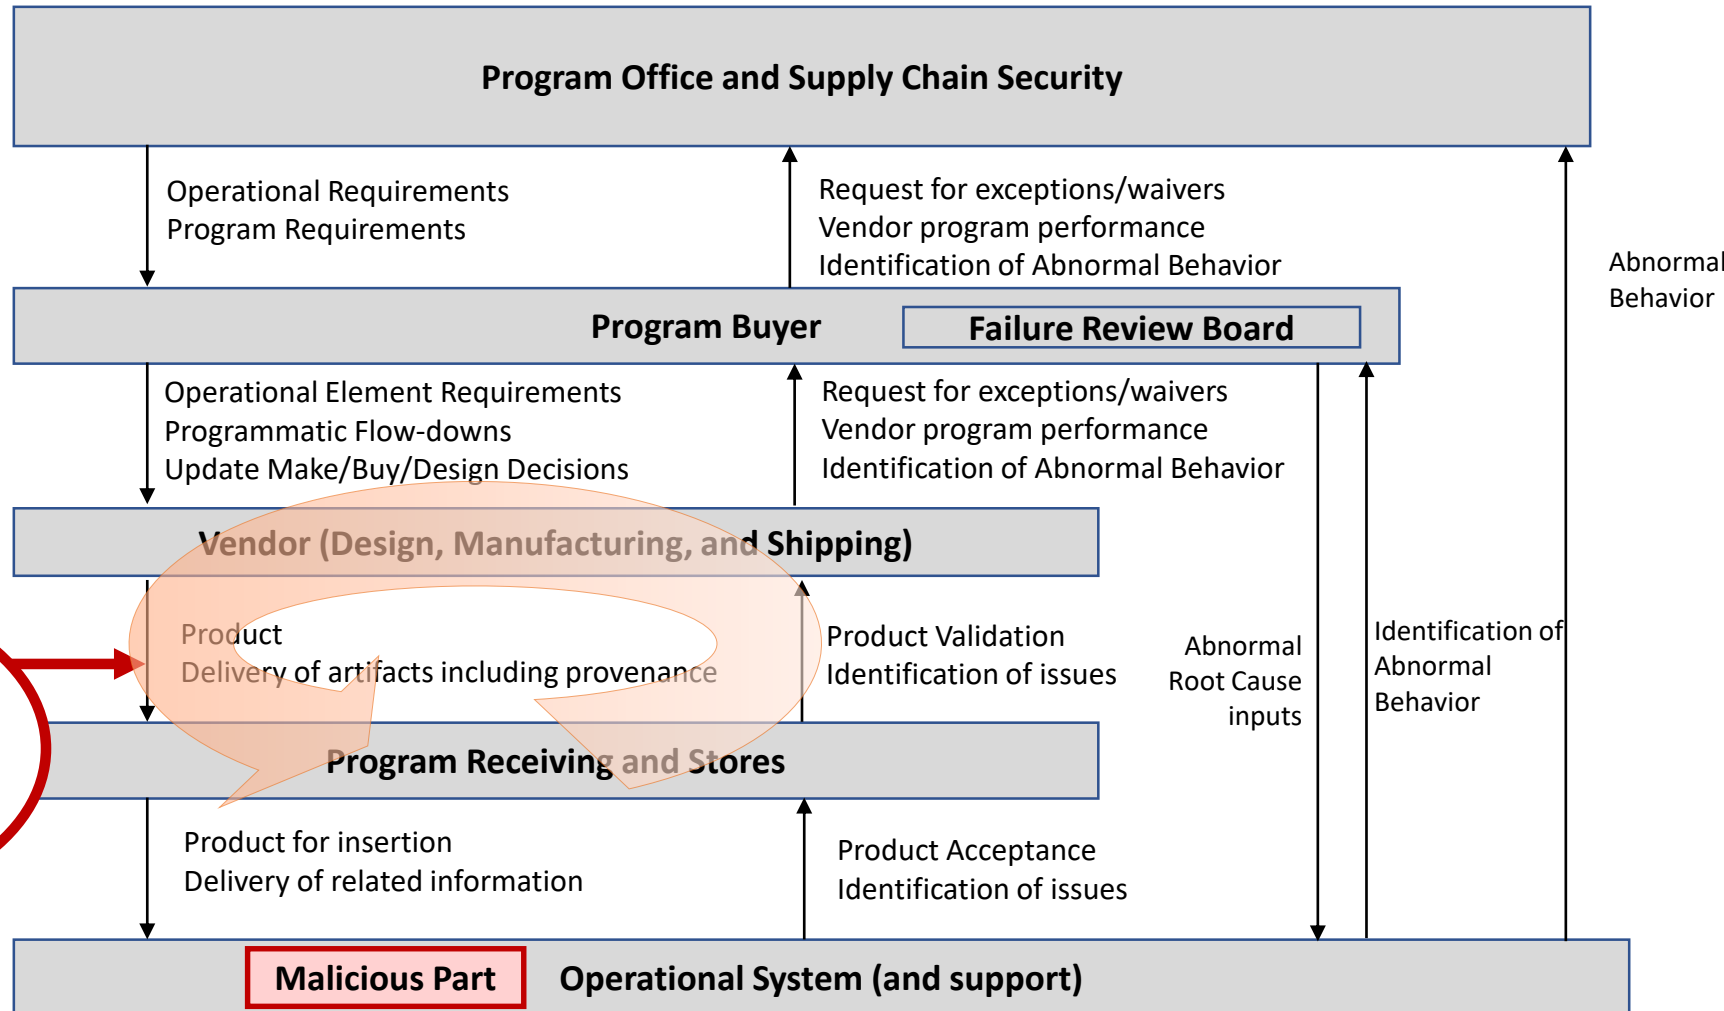 Program Office and Supply Chain Security
Operational Requirements
Program Requirements
Request for exceptions/waivers
Vendor program performance
Identification of Abnormal Behavior
Abnormal
Behavior
Program Buyer
Failure Review Board
Operational Element Requirements
Programmatic Flow-downs
Update Make/Buy/Design Decisions
Request for exceptions/waivers
Vendor program performance
Identification of Abnormal Behavior
Vendor (Design, Manufacturing, and Shipping)
Product
Delivery of artifacts including provenance
Product Validation
Identification of issues
Abnormal
Root Cause
inputs
Identification of
Abnormal
Behavior
Program Receiving and Stores
Product for insertion
Delivery of related information
Product Acceptance
Identification of issues
Malicious Part
Operational System (and support)